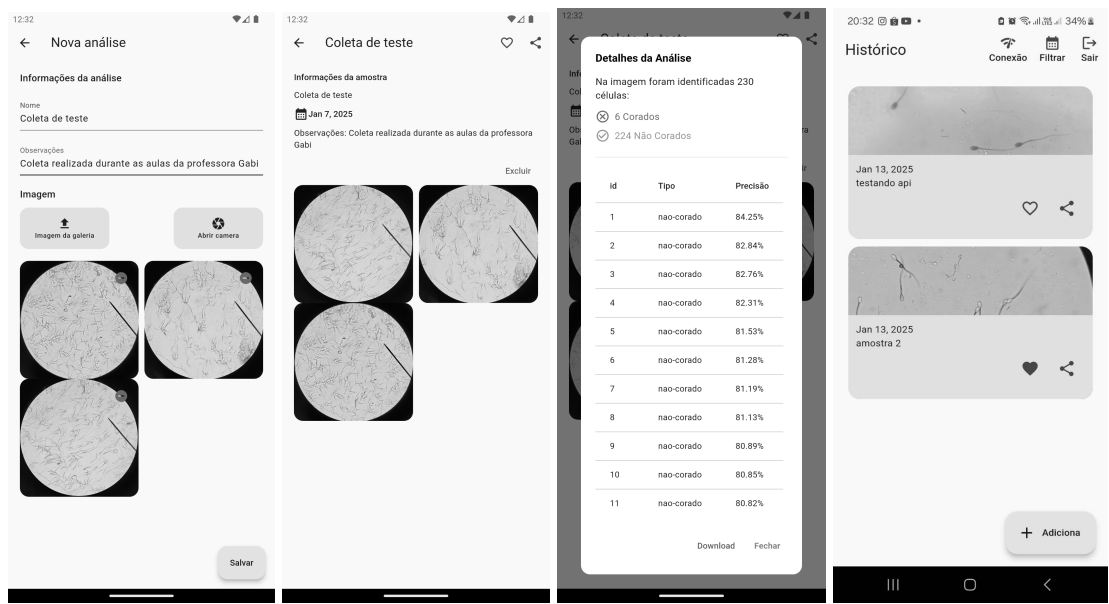 12:32
Nova análise
Informações da análise
Nome
Coleta de teste
Observações
Coleta realizada durante as aulas da professora Gabi
Imagem
Imagem da galeria
Abrir camera
Salvar
12:32
Coleta de teste
Informações da amostra
Coleta de teste
Jan 7, 2025
Observações: Coleta realizada durante as aulas da professora
Gabi
Excluir
12:32
Detalhes da Análise
Na imagem foram identificadas 230
células:
6 Corados
224 Não Corados
id Tipo Precisão
1 nao-corado 84.25%
2 nao-corado 82.84%
3 nao-corado 82.76%
4 nao-corado 82.31%
5 nao-corado 81.53%
6 nao-corado 81.28%
7 nao-corado 81.19%
8 nao-corado 81.13%
9 nao-corado 80.89%
10 nao-corado 80.85%
11 nao-corado 80.82%
Download Fechar
20:32 34%
Histórico
Conexão Filtrar Sair
Jan 13, 2025
testando api
Jan 13, 2025
amostra 2
Adiciona